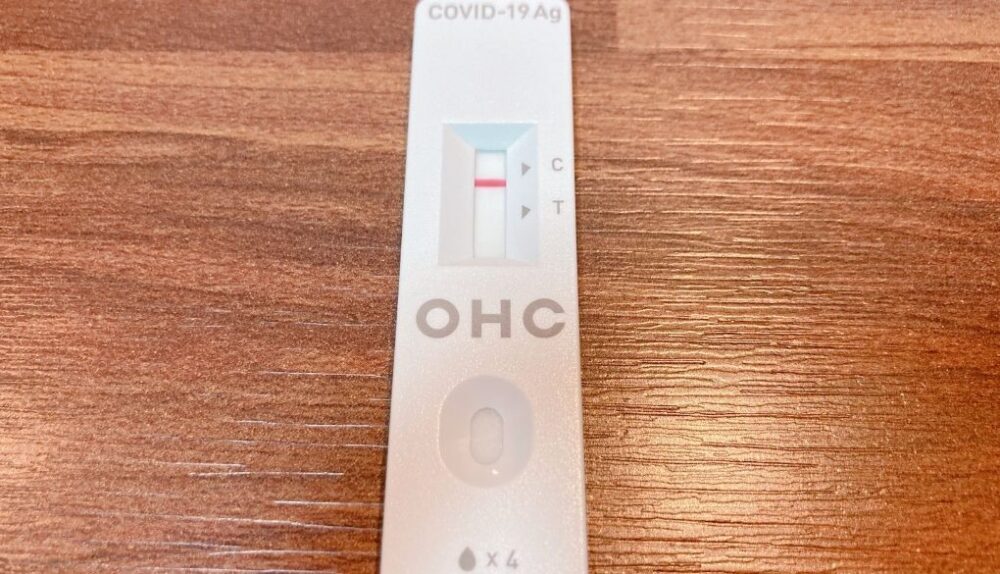 COVID-19 Ag
C
T
OHC
x 4